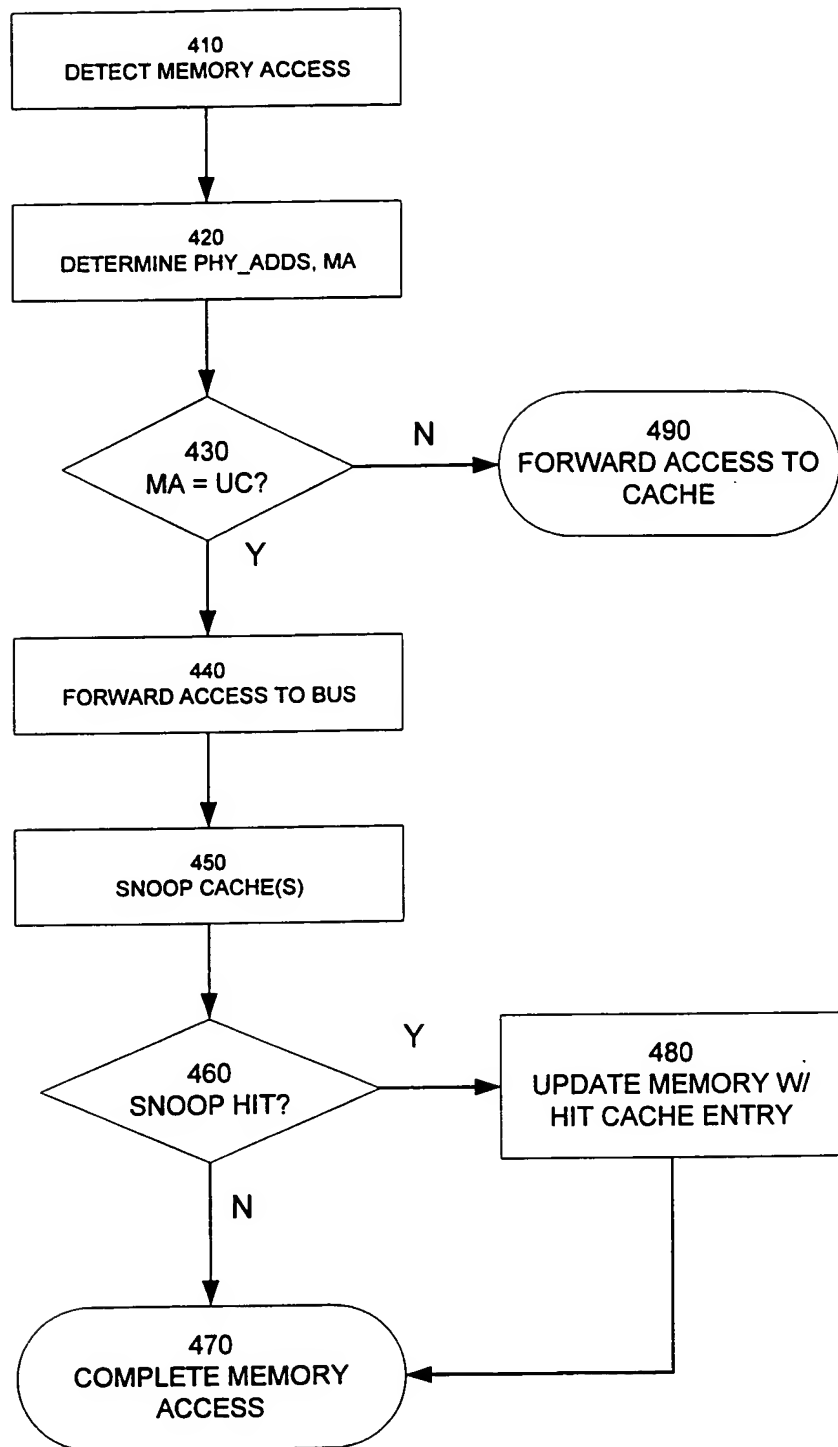 410
DETECT MEMORY ACCESS
420
DETERMINE PHY_ADDS, MA
430
MA = UC?
N
490
FORWARD ACCESS TO
CACHE
Y
440
FORWARD ACCESS TO BUS
450
SNOOP CACHE(S)
460
SNOOP HIT?
Y
480
UPDATE MEMORY W/
HIT CACHE ENTRY
N
470
COMPLETE MEMORY
ACCESS